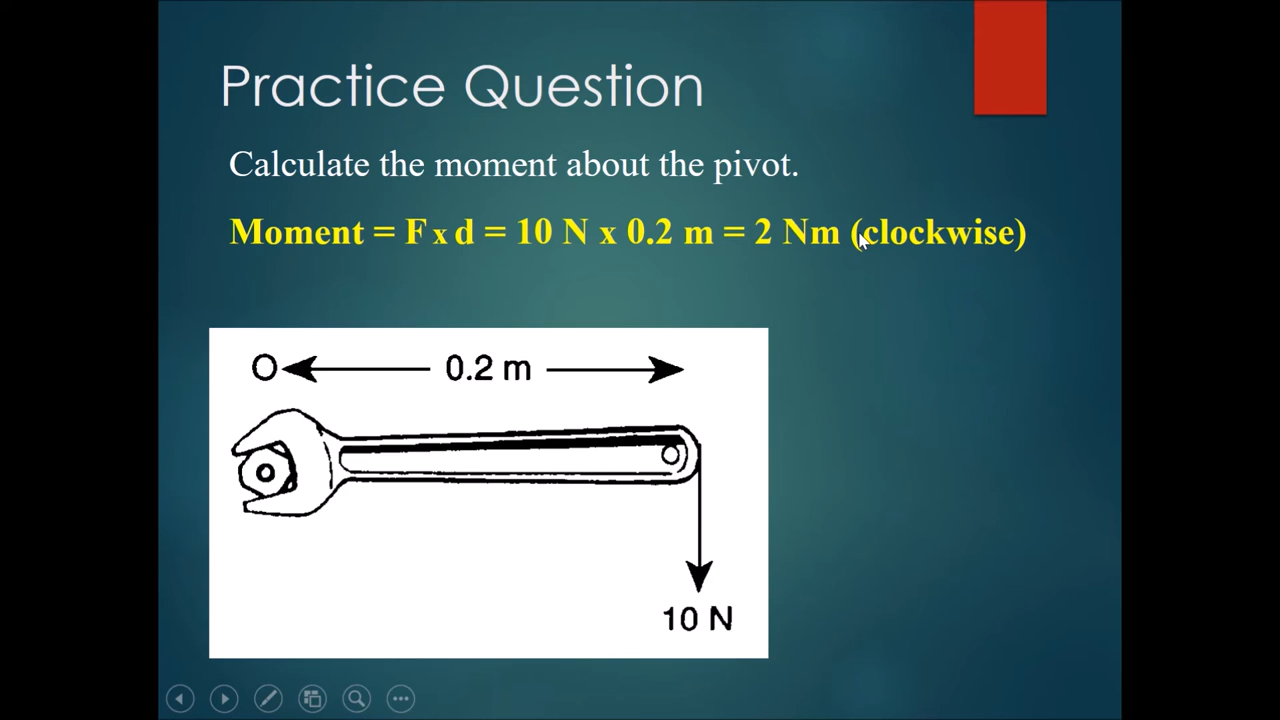 Practice Question
Calculate the moment about the pivot.
Moment = F x d = 10 N x 0.2 m = 2 Nm (clockwise)
O 0.2 m
10 N